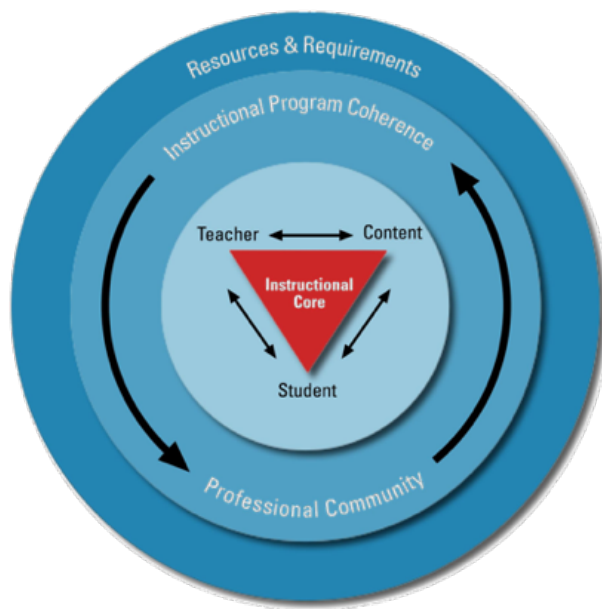 Resources & Requirements
Instructional Program Coherence
Teacher
Content
Instructional
Core
Student
Professional Community